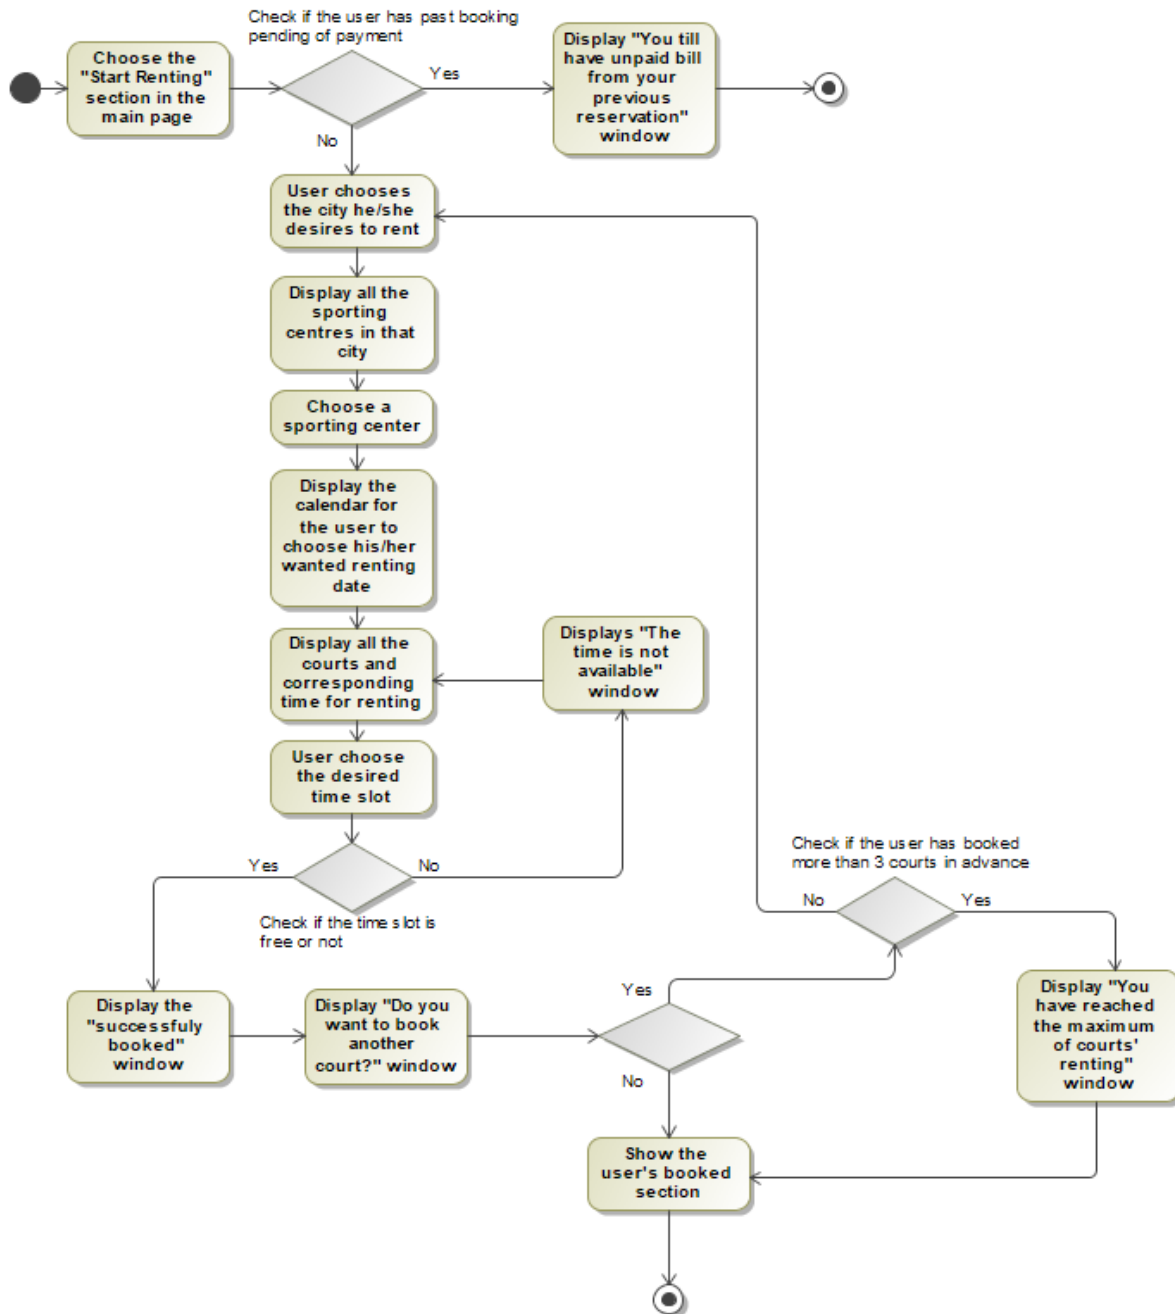 Check if the user has past booking
pending of payment
Choose the
"Start Renting"
section in the
main page
Yes
Display "You till
have unpaid bill
from your
previous
reservation"
window
No
User chooses
the city he/she
desires to rent
Display all the
sporting
centres in that
city
Choose a
sporting center
Display the
calendar for
the user to
choose his/her
wanted renting
date
Display all the
courts and
corresponding
time for renting
Displays "The
time is not
available"
window
User choose
the desired
time slot
Yes
No
Check if the time slot is
free or not
Check if the user has booked
more than 3 courts in advance
No
Yes
Display the
"successfuly
booked"
window
Display "Do you
want to book
another
court?" window
Yes
No
Display "You
have reached
the maximum
of courts'
renting"
window
Show the
user's booked
section